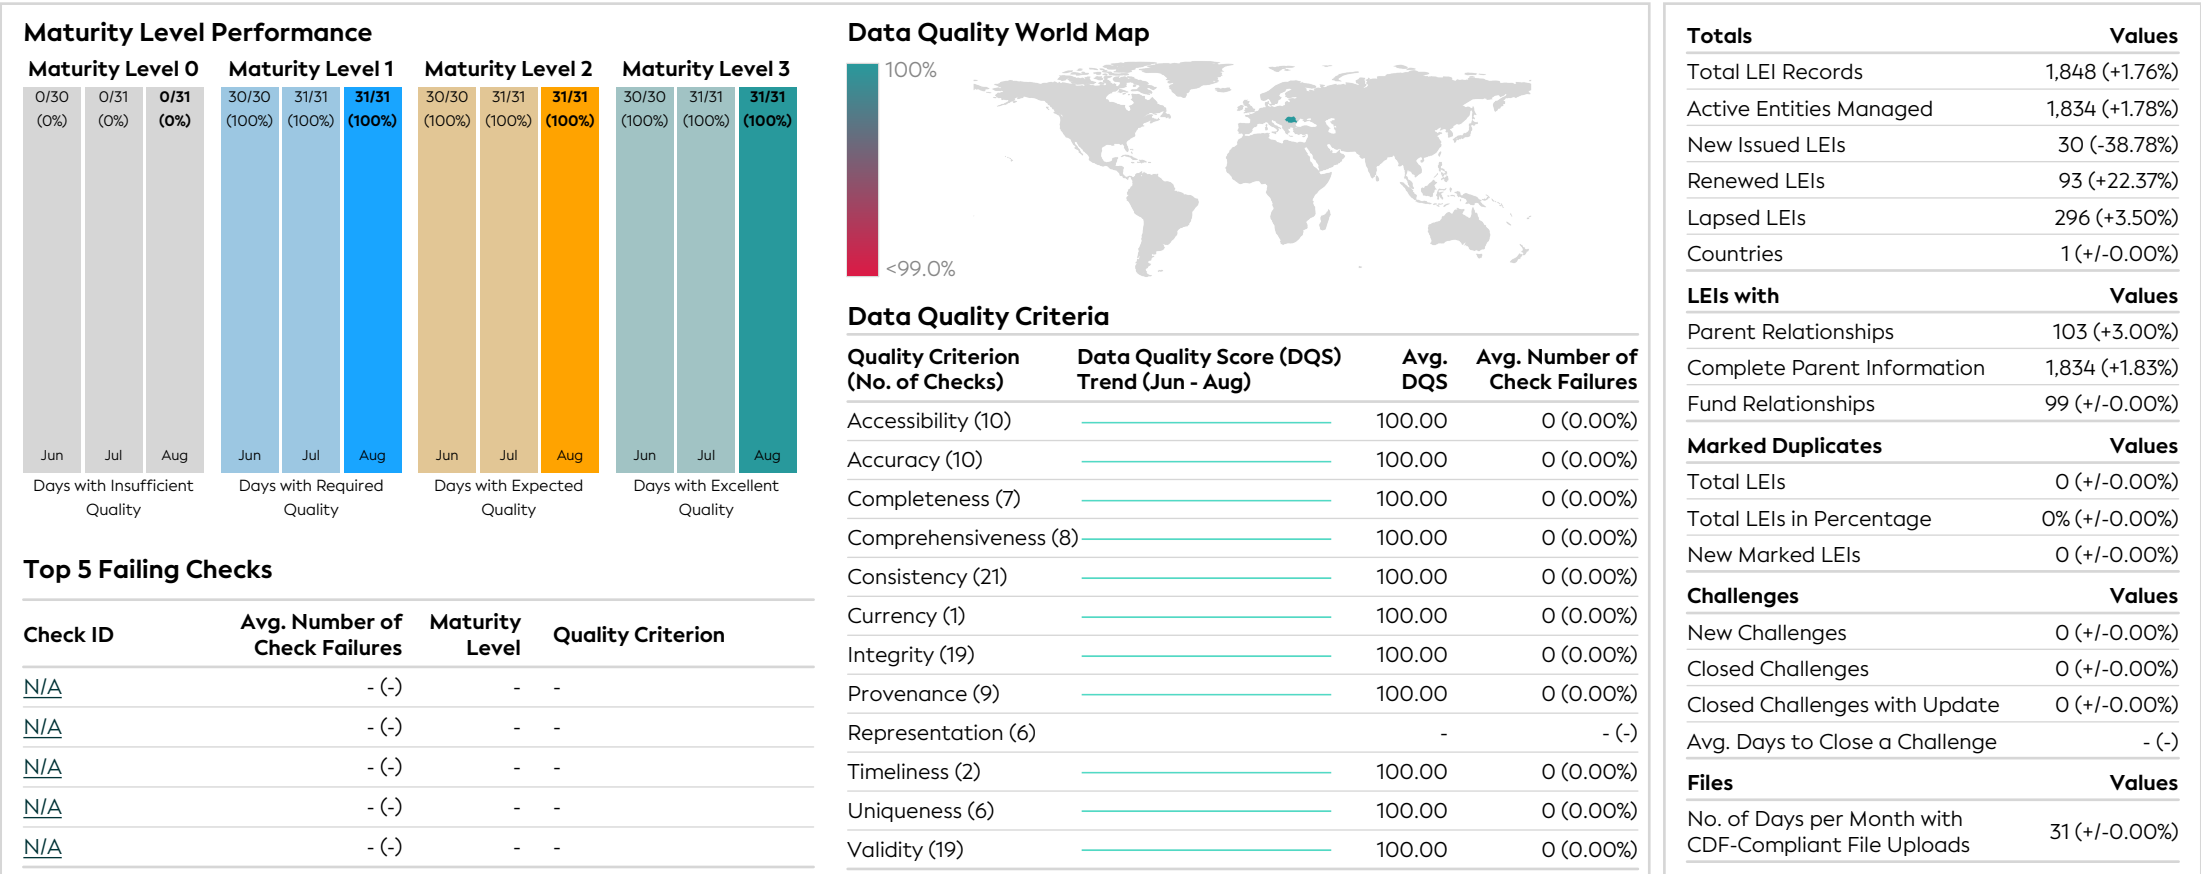 Maturity Level Performance
Maturity Level 0 Maturity Level 1 Maturity Level 2 Maturity Level 3
0/30 0/31 0/31 30/30 31/31 31/31 30/30 31/31 31/31 30/30 31/31 31/31
(0%) (0%) (0%) (100%) (100%) (100%) (100%) (100%) (100%) (100%) (100%) (100%)
Jun Jul Aug Jun Jul Aug Jun Jul Aug Jun Jul Aug
Days with Insufficient Days with Required Days with Expected Days with Excellent
Quality Quality Quality Quality
Top 5 Failing Checks
Avg. Number of Maturity
Check ID Check Failures Level Quality Criterion
N/A - (-) - -
N/A - (-) - -
N/A - (-) - -
N/A - (-) - -
N/A - (-) - -
Data Quality World Map
100%
<99.0%
Data Quality Criteria
Quality Criterion Data Quality Score (DQS) Avg. Avg. Number of
(No. of Checks) Trend (Jun - Aug) DQS Check Failures
Accessibility (10) 100.00 0 (0.00%)
Accuracy (10) 100.00 0 (0.00%)
Completeness (7) 100.00 0 (0.00%)
Comprehensiveness (8) 100.00 0 (0.00%)
Consistency (21) 100.00 0 (0.00%)
Currency (1) 100.00 0 (0.00%)
Integrity (19) 100.00 0 (0.00%)
Provenance (9) 100.00 0 (0.00%)
Representation (6) - - (-)
Timeliness (2) 100.00 0 (0.00%)
Uniqueness (6) 100.00 0 (0.00%)
Validity (19) 100.00 0 (0.00%)
Totals Values
Total LEI Records 1,848 (+1.76%)
Active Entities Managed 1,834 (+1.78%)
New Issued LEIs 30 (-38.78%)
Renewed LEIs 93 (+22.37%)
Lapsed LEIs 296 (+3.50%)
Countries 1 (+/-0.00%)
LEIs with Values
Parent Relationships 103 (+3.00%)
Complete Parent Information 1,834 (+1.83%)
Fund Relationships 99 (+/-0.00%)
Marked Duplicates Values
Total LEIs 0 (+/-0.00%)
Total LEIs in Percentage 0% (+/-0.00%)
New Marked LEIs 0 (+/-0.00%)
Challenges Values
New Challenges 0 (+/-0.00%)
Closed Challenges 0 (+/-0.00%)
Closed Challenges with Update 0 (+/-0.00%)
Avg. Days to Close a Challenge - (-)
Files Values
No. of Days per Month with
CDF-Compliant File Uploads 31 (+/-0.00%)